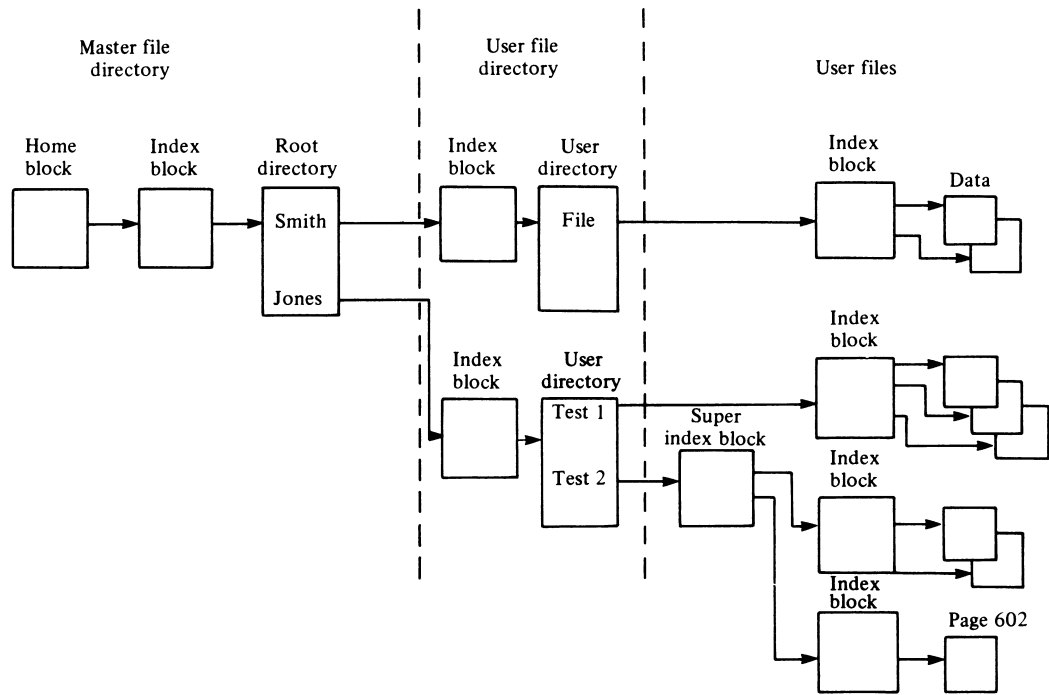 Master file
directory
User file
directory
User files
Home
block
Index
block
Root
directory
Index
block
User
directory
Index
block
Data
Smith
File
Jones
Index
block
User
directory
Index
block
Test 1
Super
index block
Test 2
Index
block
Index
block
Page 602